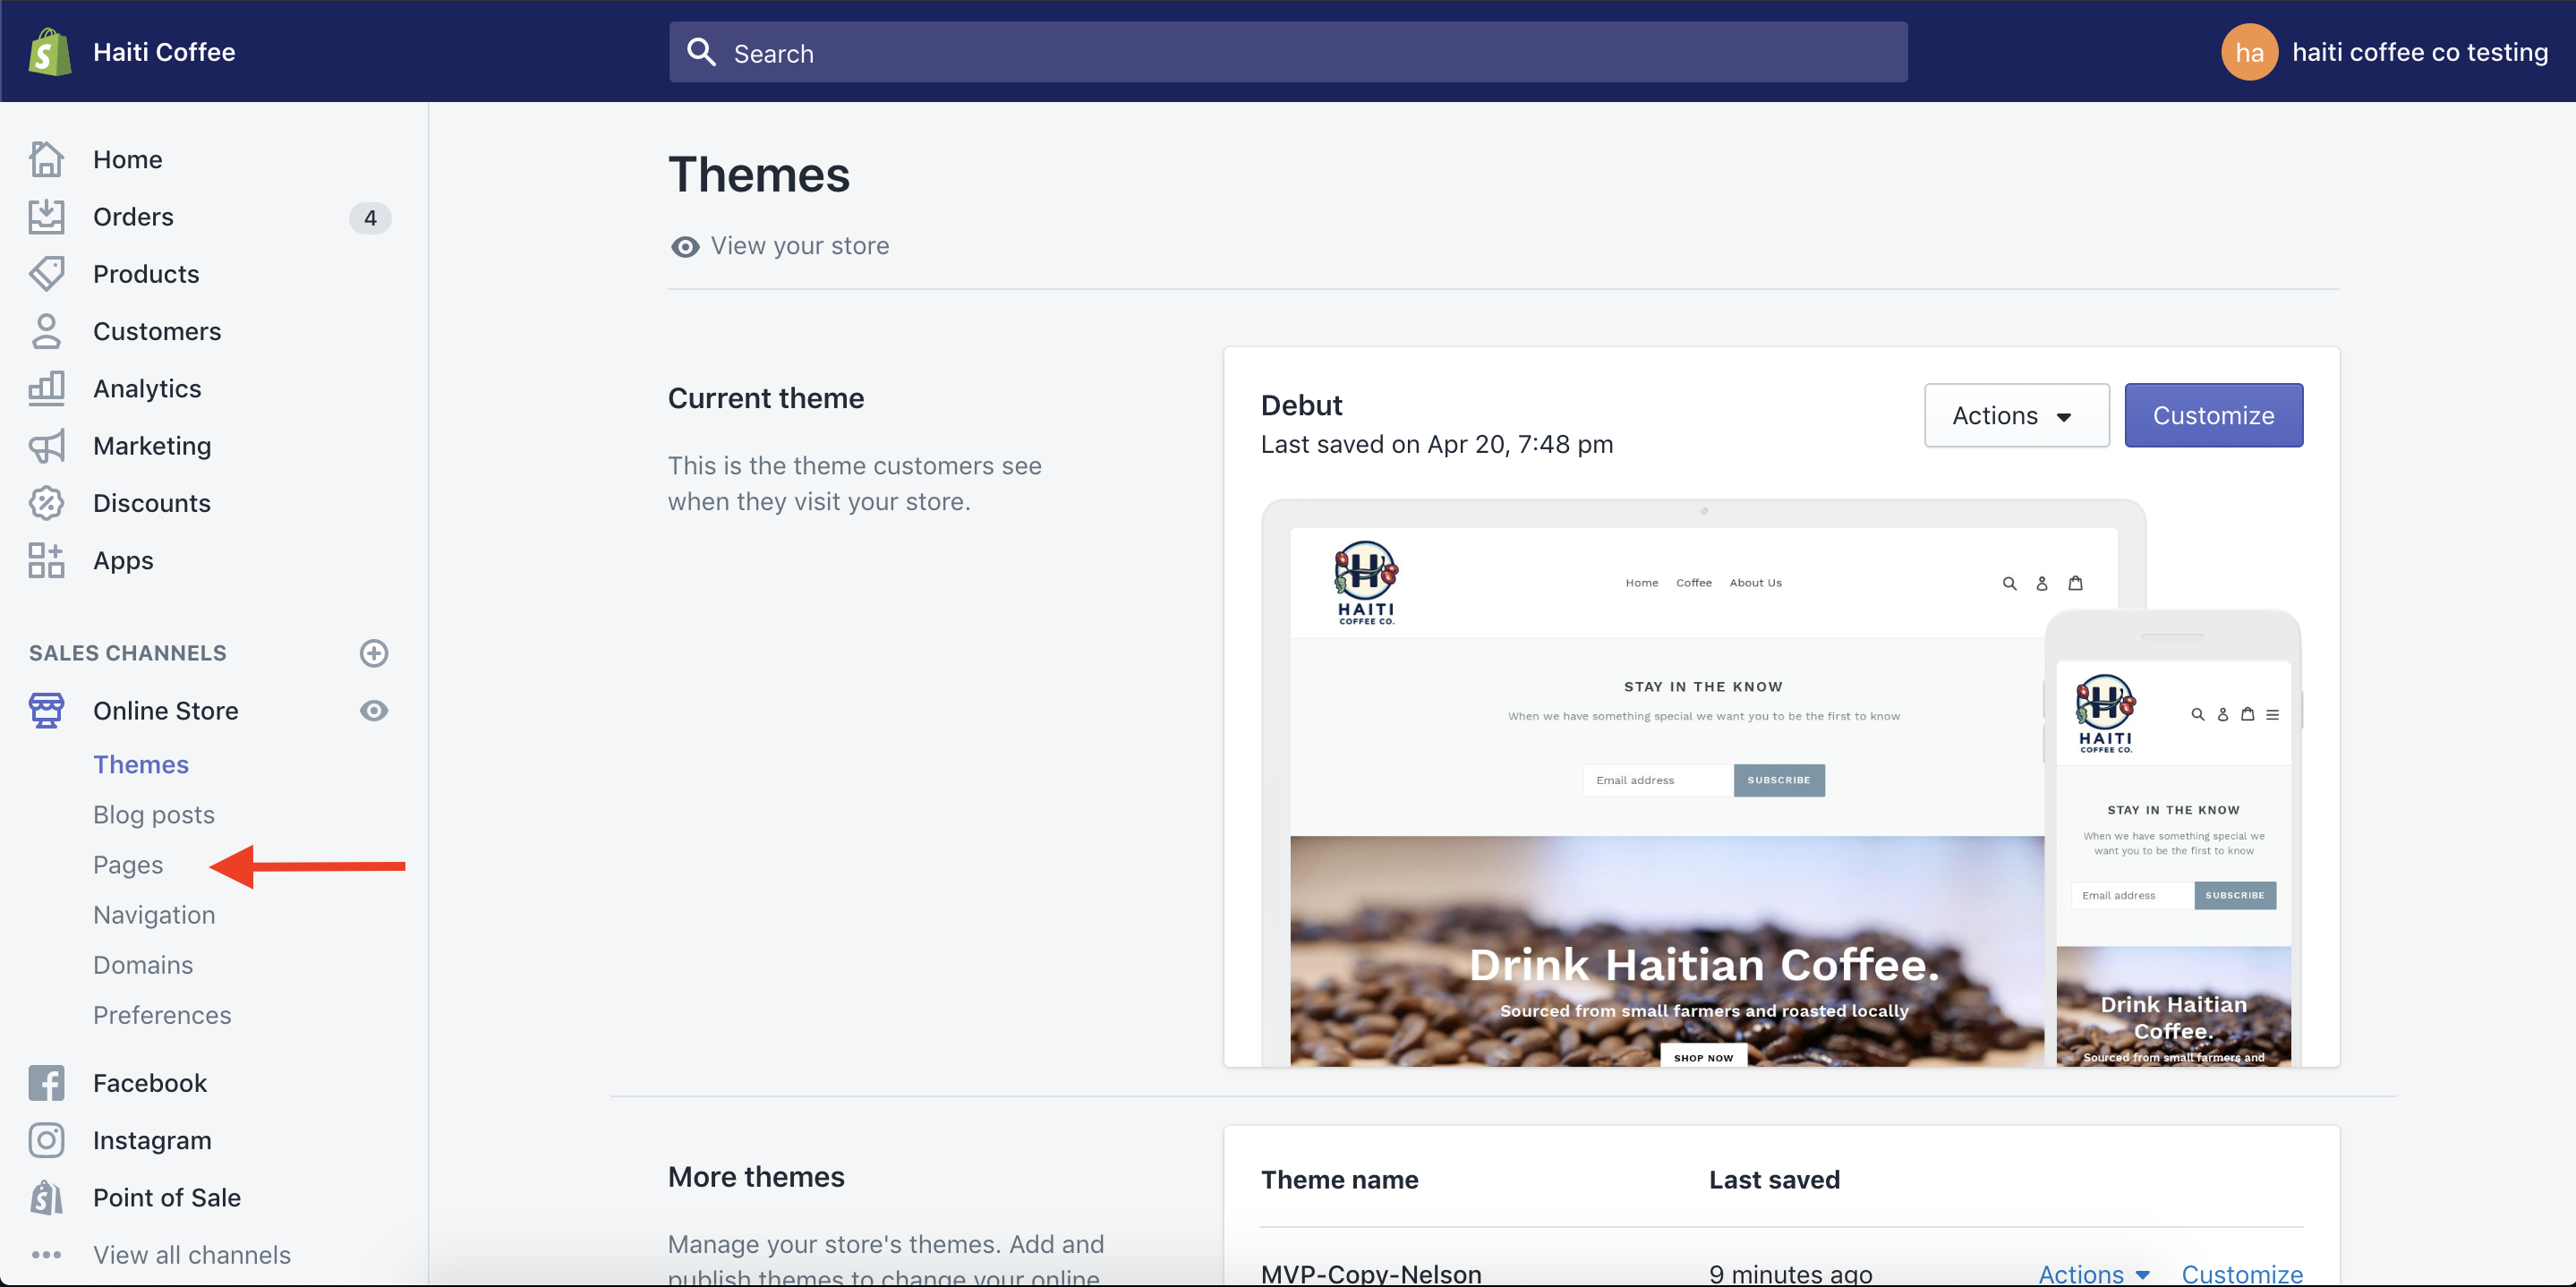 Haiti Coffee
Search
ha
haiti coffee co testing
Home
Orders
4
Products
Customers
Analytics
Marketing
Discounts
Apps
SALES CHANNELS
Online Store
Themes
Blog posts
Pages
Navigation
Domains
Preferences
Facebook
Instagram
Point of Sale
View all channels
Themes
View your store
Current theme
This is the theme customers see
when they visit your store.
Debut
Last saved on Apr 20, 7:48 pm
Actions
Customize
H
HAITI
COFFEE CO.
Home Coffee About Us
STAY IN THE KNOW
When we have something special we want you to be the first to know
Email address
SUBSCRIBE
Drink Haitian Coffee.
Sourced from small farmers and roasted locally
SHOP NOW
H
HAITI
COFFEE CO.
STAY IN THE KNOW
When we have something special we
want you to be the first to know
Email address
SUBSCRIBE
Drink Haitian
Coffee.
Sourced from small farmers and
More themes
Manage your store's themes. Add and
publish themes to change your online
Theme name
Last saved
MVP-Copy-Nelson
9 minutes ago
Actions
Customize